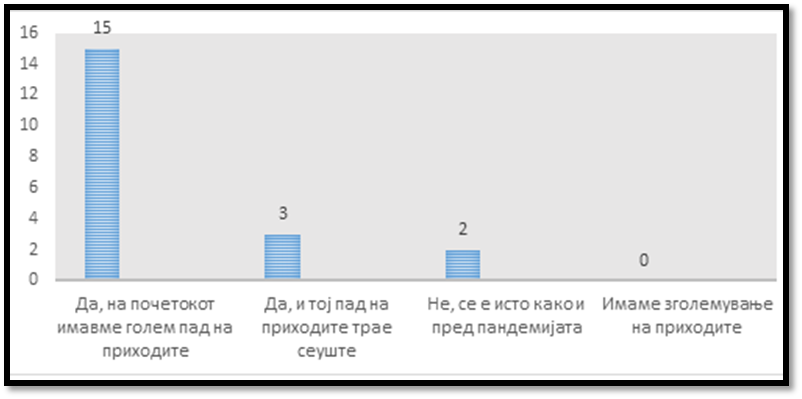 16
14
12
10
8
6
4
2
0
15
3
2
0
Да, на почетокот
имавме голем пад на
приходите
Да, и тој пад на
приходите трае
сеуште
Не, се е исто како и
пред пандемијата
Имаме зголемување
на приходите